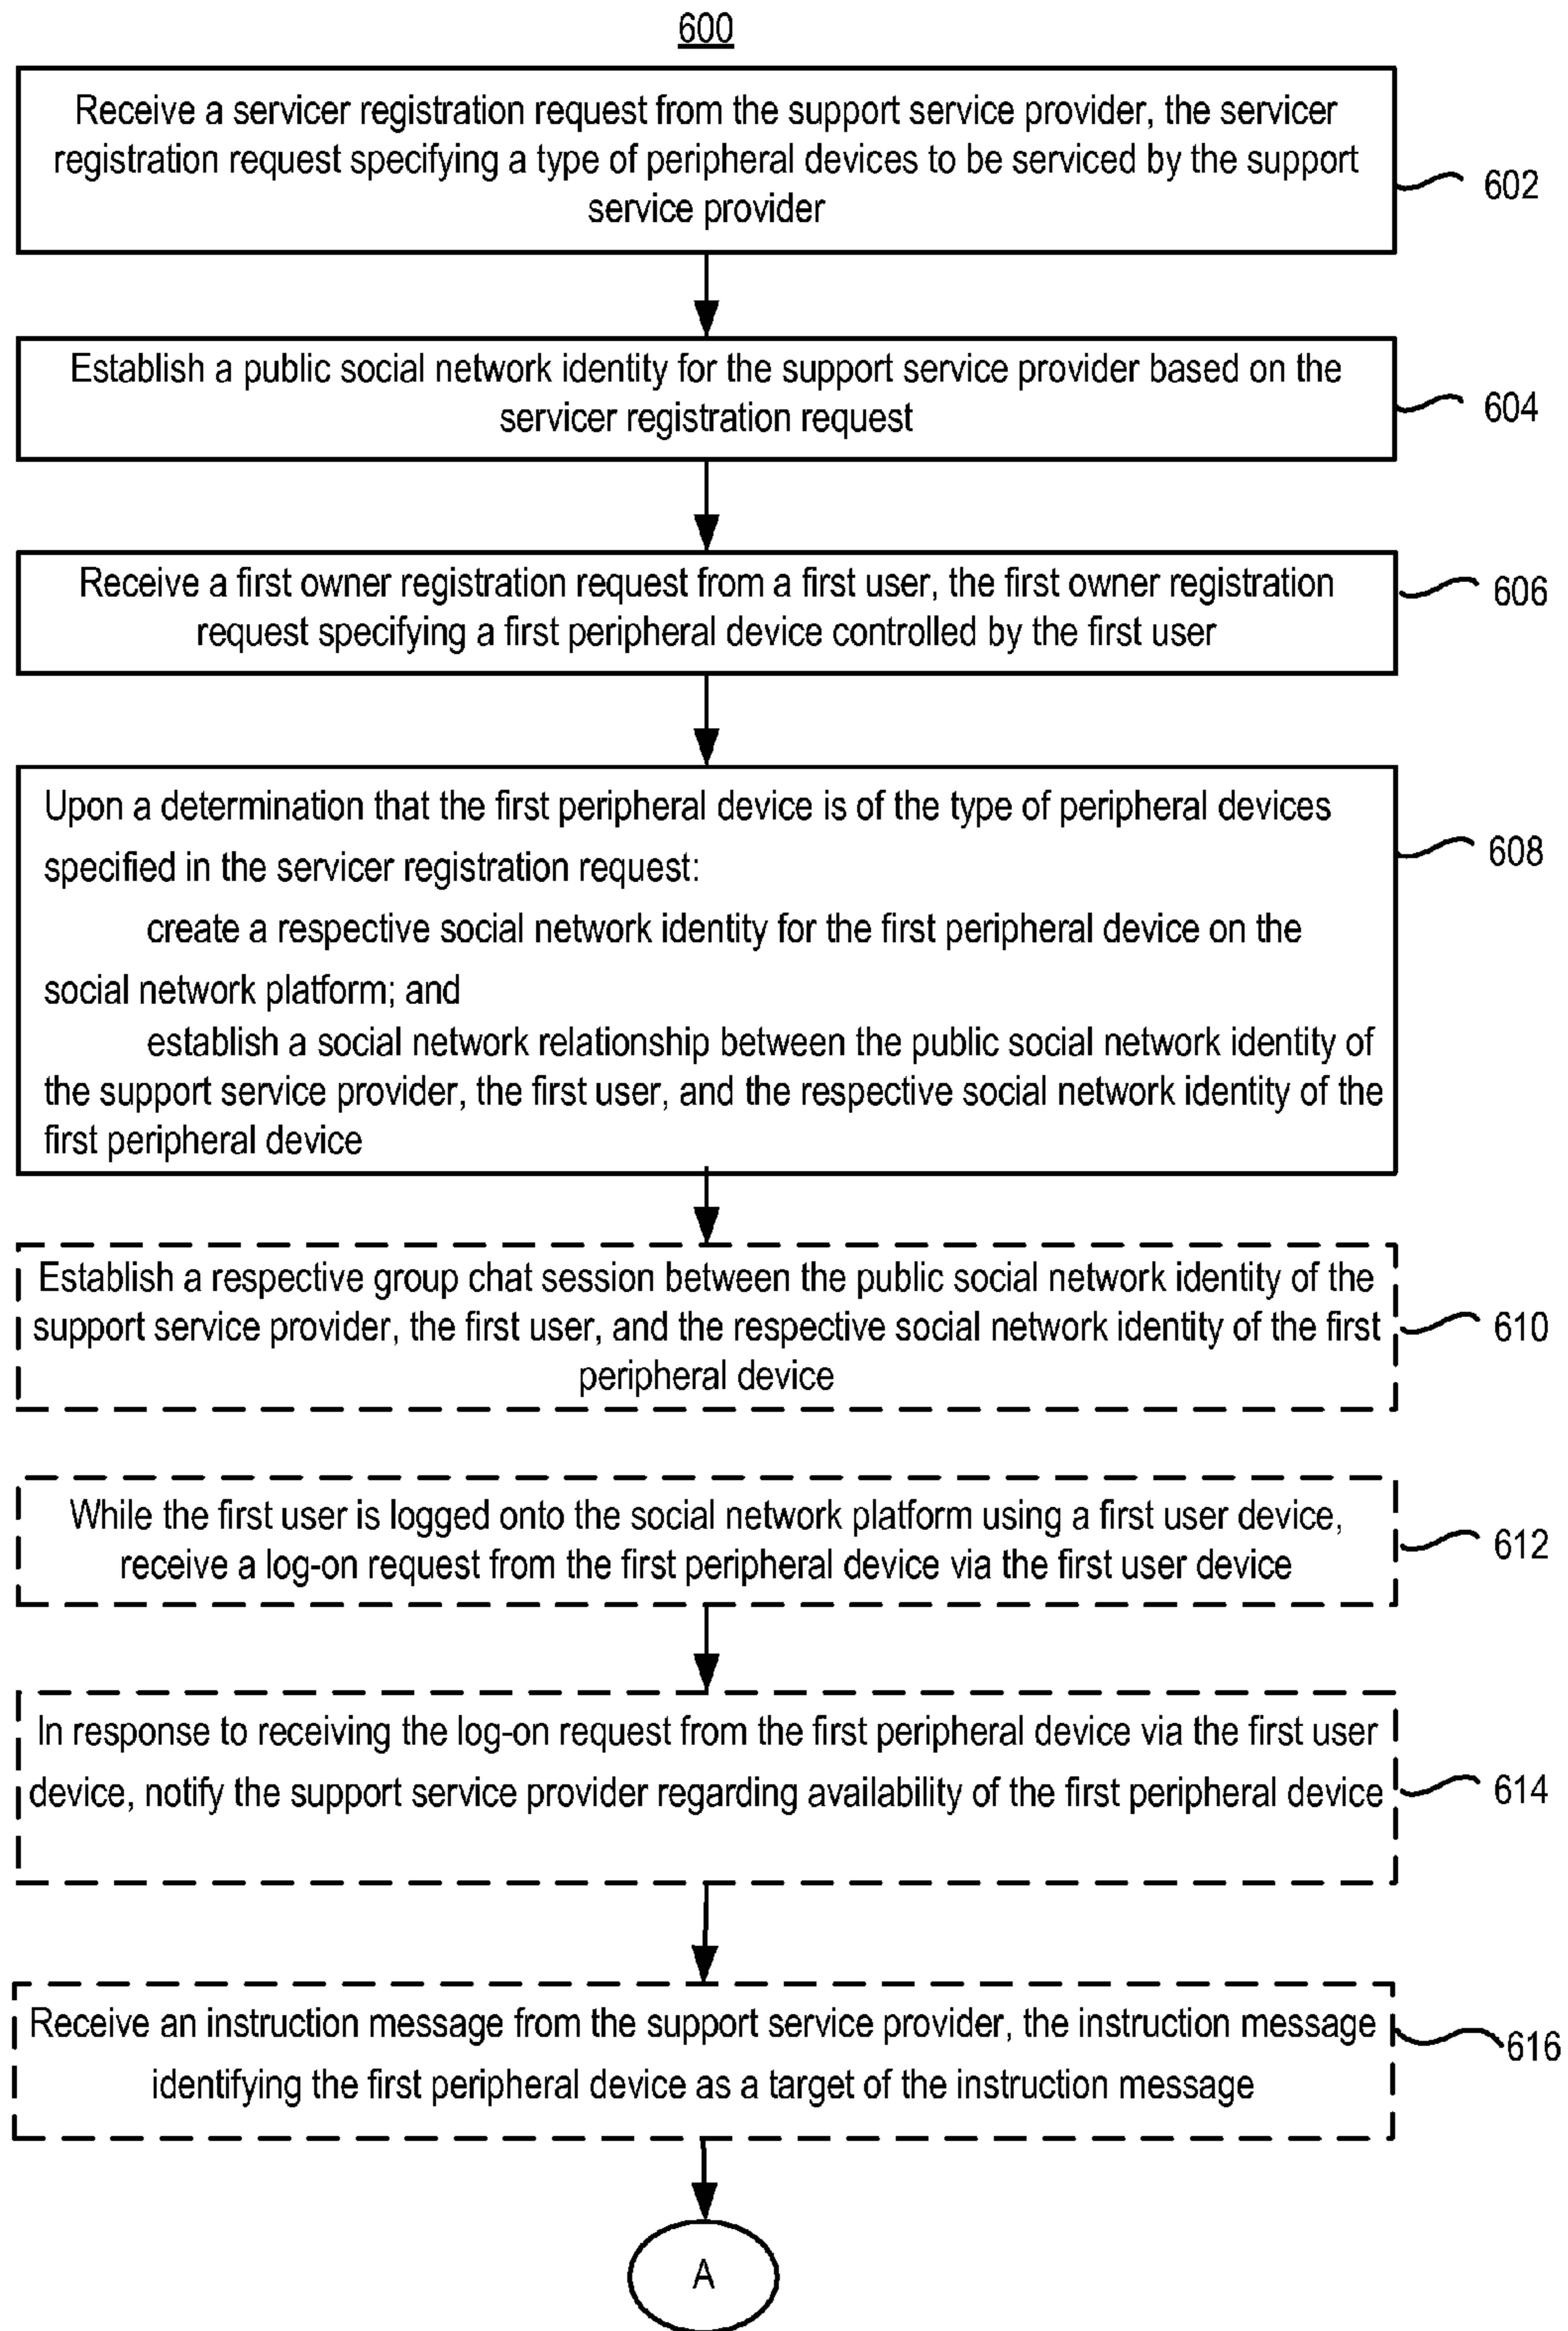 600
Receive a servicer registration request from the support service provider, the servicer
registration request specifying a type of peripheral devices to be serviced by the support
service provider
602
Establish a public social network identity for the support service provider based on the
servicer registration request
604
Receive a first owner registration request from a first user, the first owner registration
request specifying a first peripheral device controlled by the first user
606
Upon a determination that the first peripheral device is of the type of peripheral devices
specified in the servicer registration request:
create a respective social network identity for the first peripheral device on the
social network platform; and
establish a social network relationship between the public social network identity of
the support service provider, the first user, and the respective social network identity of the
first peripheral device
608
Establish a respective group chat session between the public social network identity of the
support service provider, the first user, and the respective social network identity of the first
peripheral device
610
While the first user is logged onto the social network platform using a first user device,
receive a log-on request from the first peripheral device via the first user device
612
In response to receiving the log-on request from the first peripheral device via the first user
device, notify the support service provider regarding availability of the first peripheral device
614
Receive an instruction message from the support service provider, the instruction message
identifying the first peripheral device as a target of the instruction message
616
A